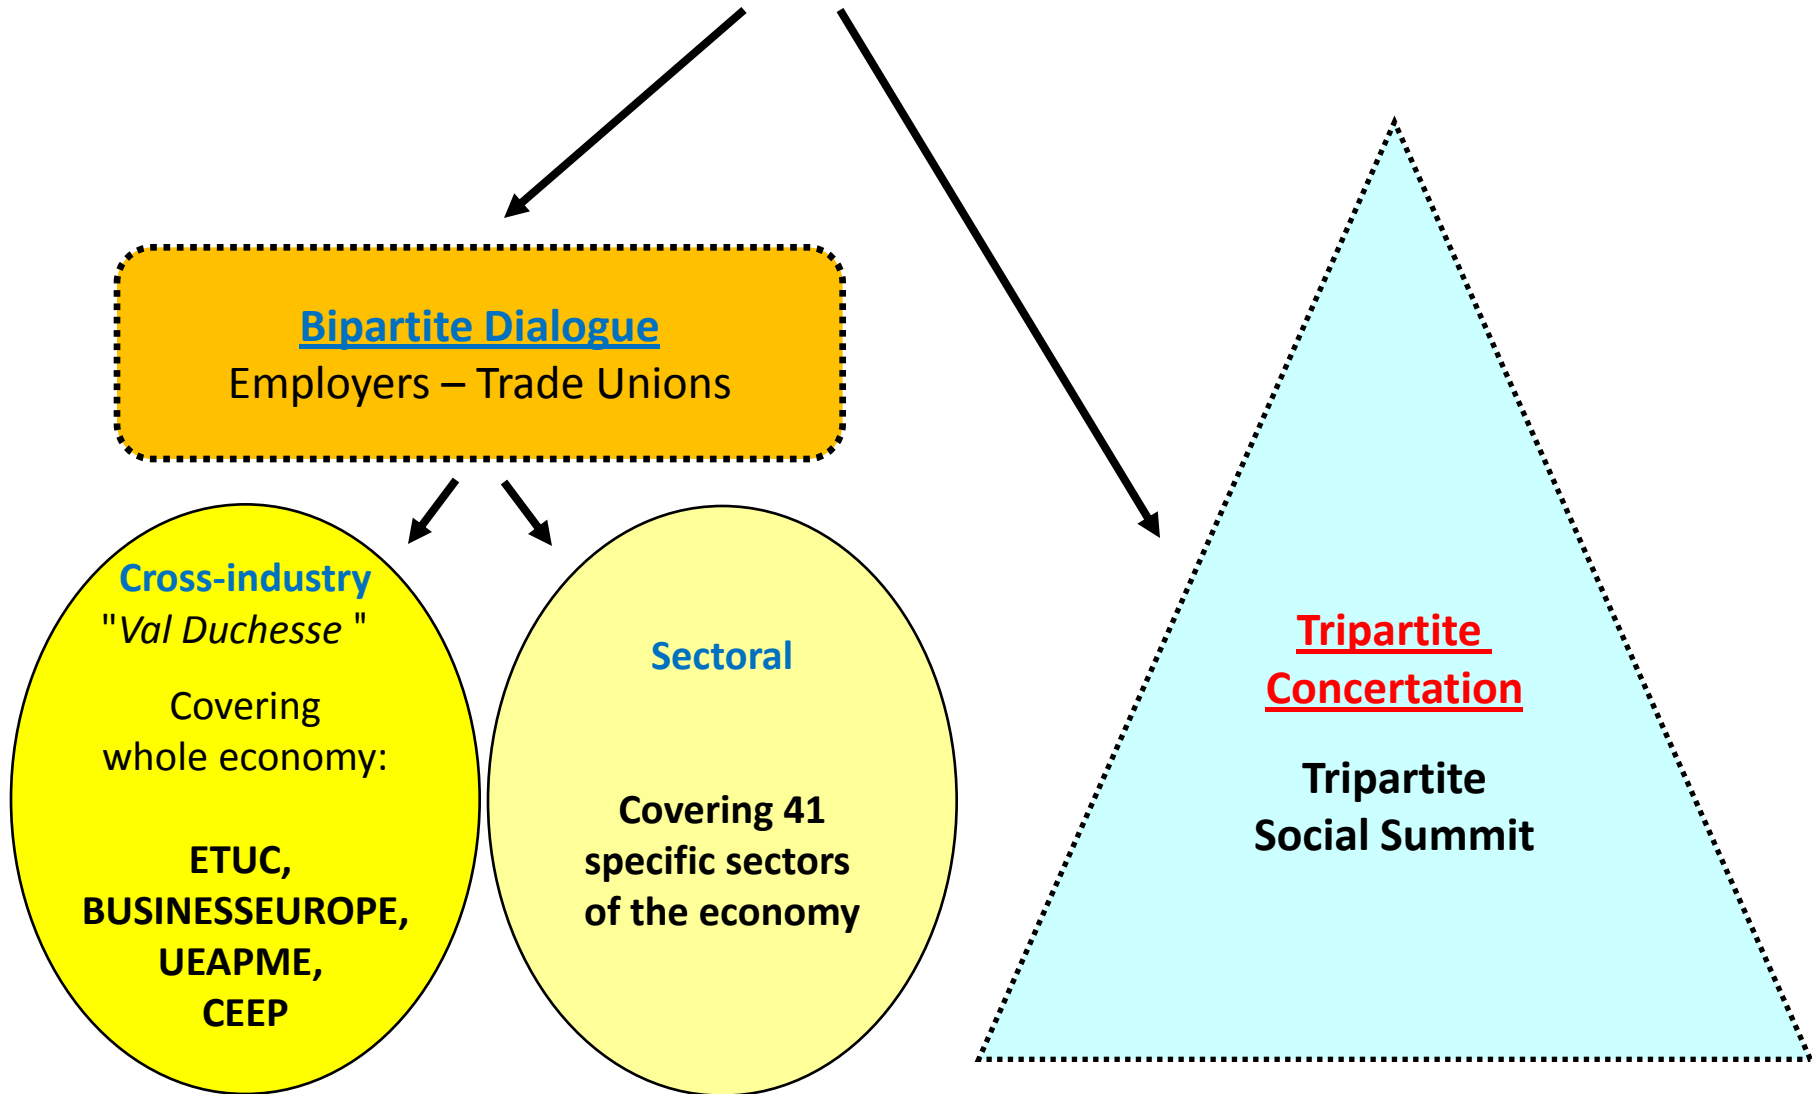 Bipartite Dialogue
Employers – Trade Unions
Cross-industry
"Val Duchesse "
Covering
whole economy:
ETUC,
BUSINESSEUROPE,
UEAPME,
CEEP
Sectoral
Covering 41
specific sectors
of the economy
Tripartite
Concertation
Tripartite
Social Summit